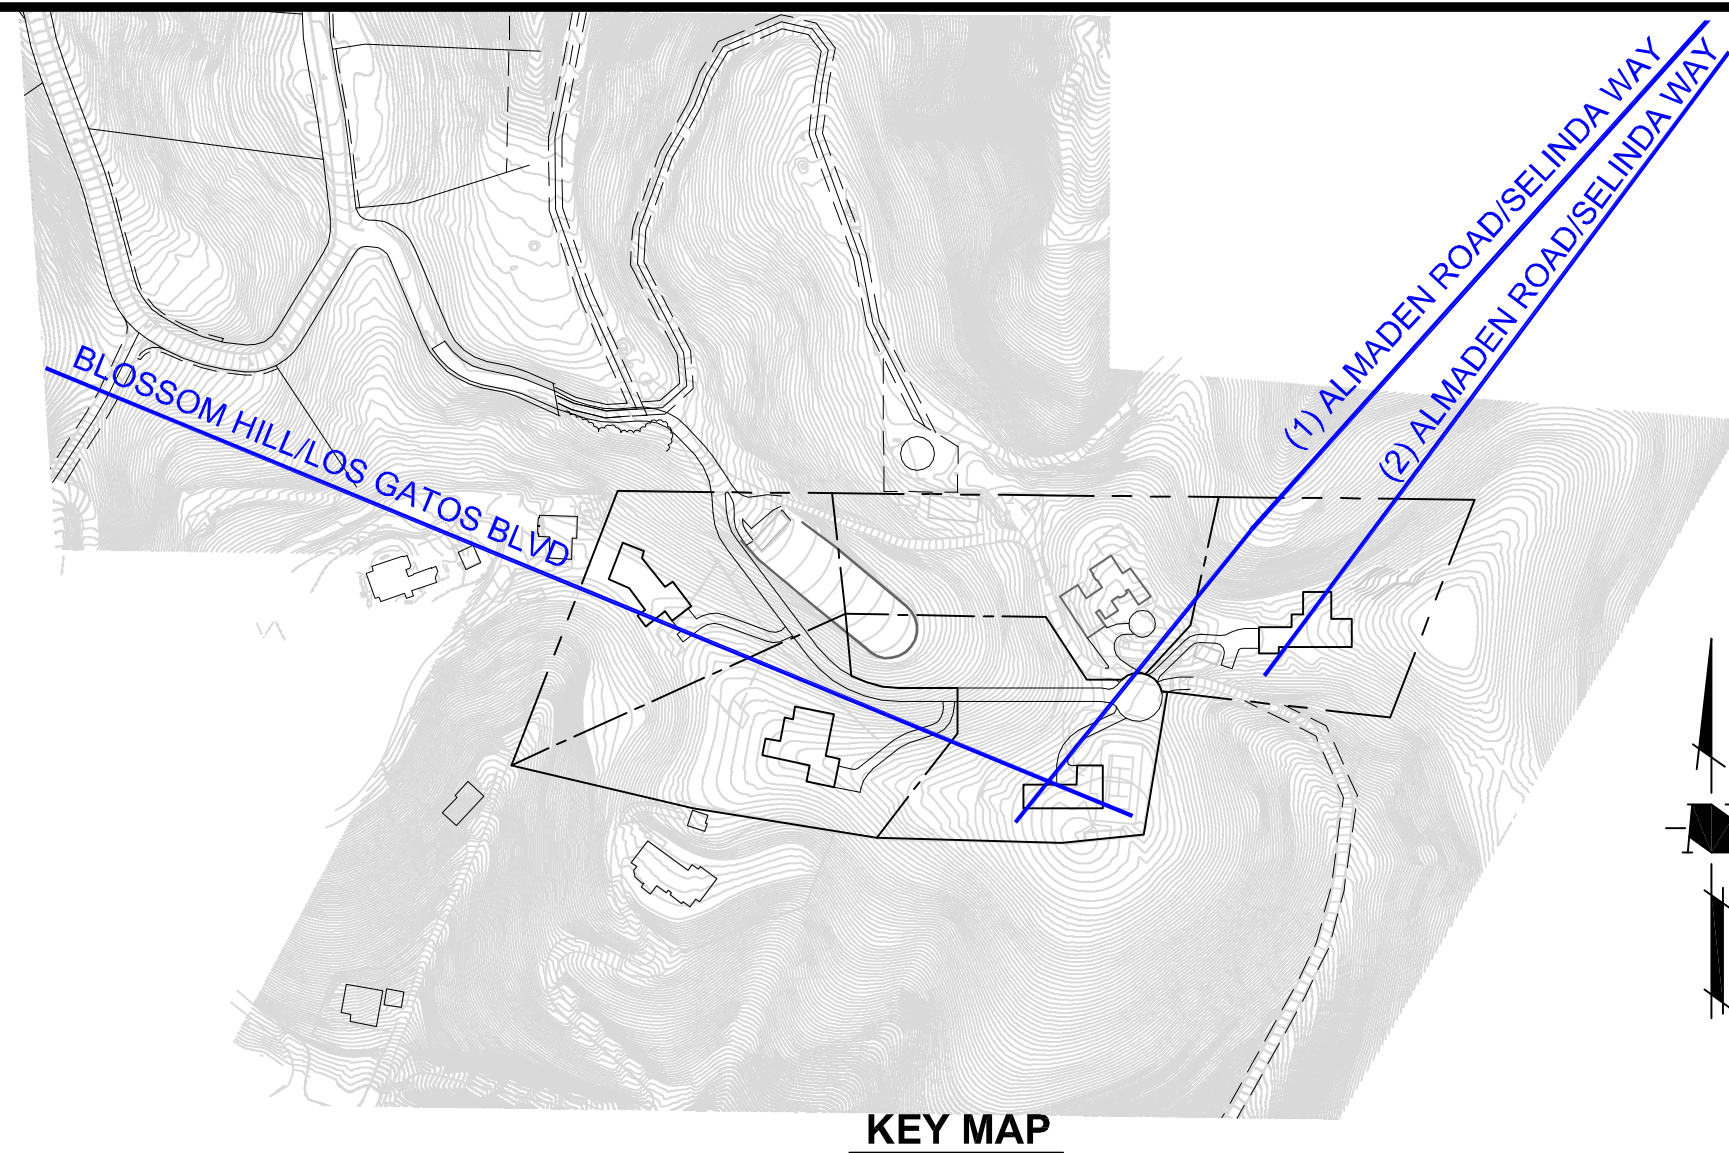 (1) ALMADEN ROAD/SELINDA WAY
(2) ALMADEN ROAD/SELINDA WAY
BLOSSOM HILL/LOS GATOS BLVD
KEY MAP